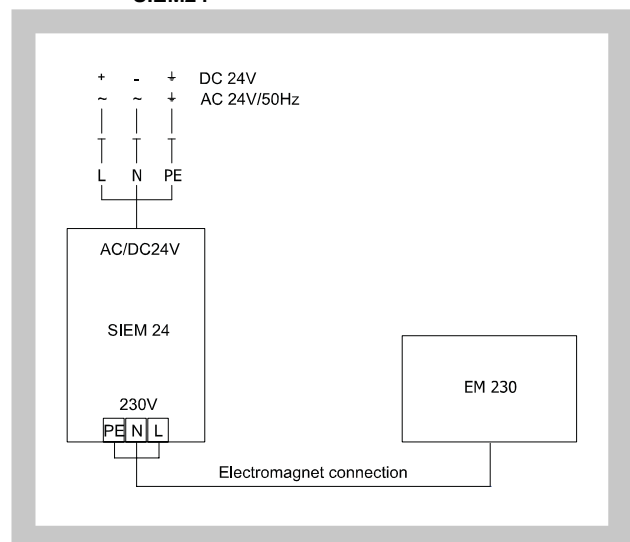 + - ⏚ DC 24V
~ ~ ⏚ AC 24V/50Hz
L N PE
AC/DC24V
SIEM 24
EM 230
230V
PE N L
Electromagnet connection